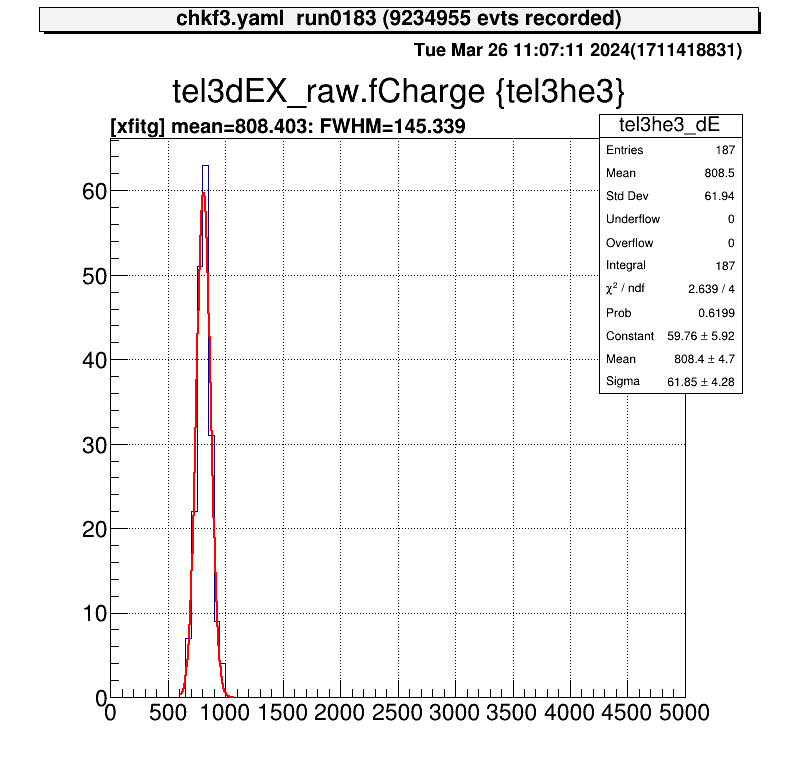 chkf3.yaml  run0183 (9234955 evts recorded)
Tue Mar 26 11:07:11 2024(1711418831)
tel3dEX_raw.fCharge {tel3he3}
[xfitg] mean=808.403: FWHM=145.339
tel3he3_dE
Entries 187
Mean 808.5
Std Dev 61.94
Underflow 0
Overflow 0
Integral 187
χ² / ndf 2.639 / 4
Prob 0.6199
Constant 59.76 ± 5.92
Mean 808.4 ± 4.7
Sigma 61.85 ± 4.28
60
50
40
30
20
10
0
0 500 1000 1500 2000 2500 3000 3500 4000 4500 5000